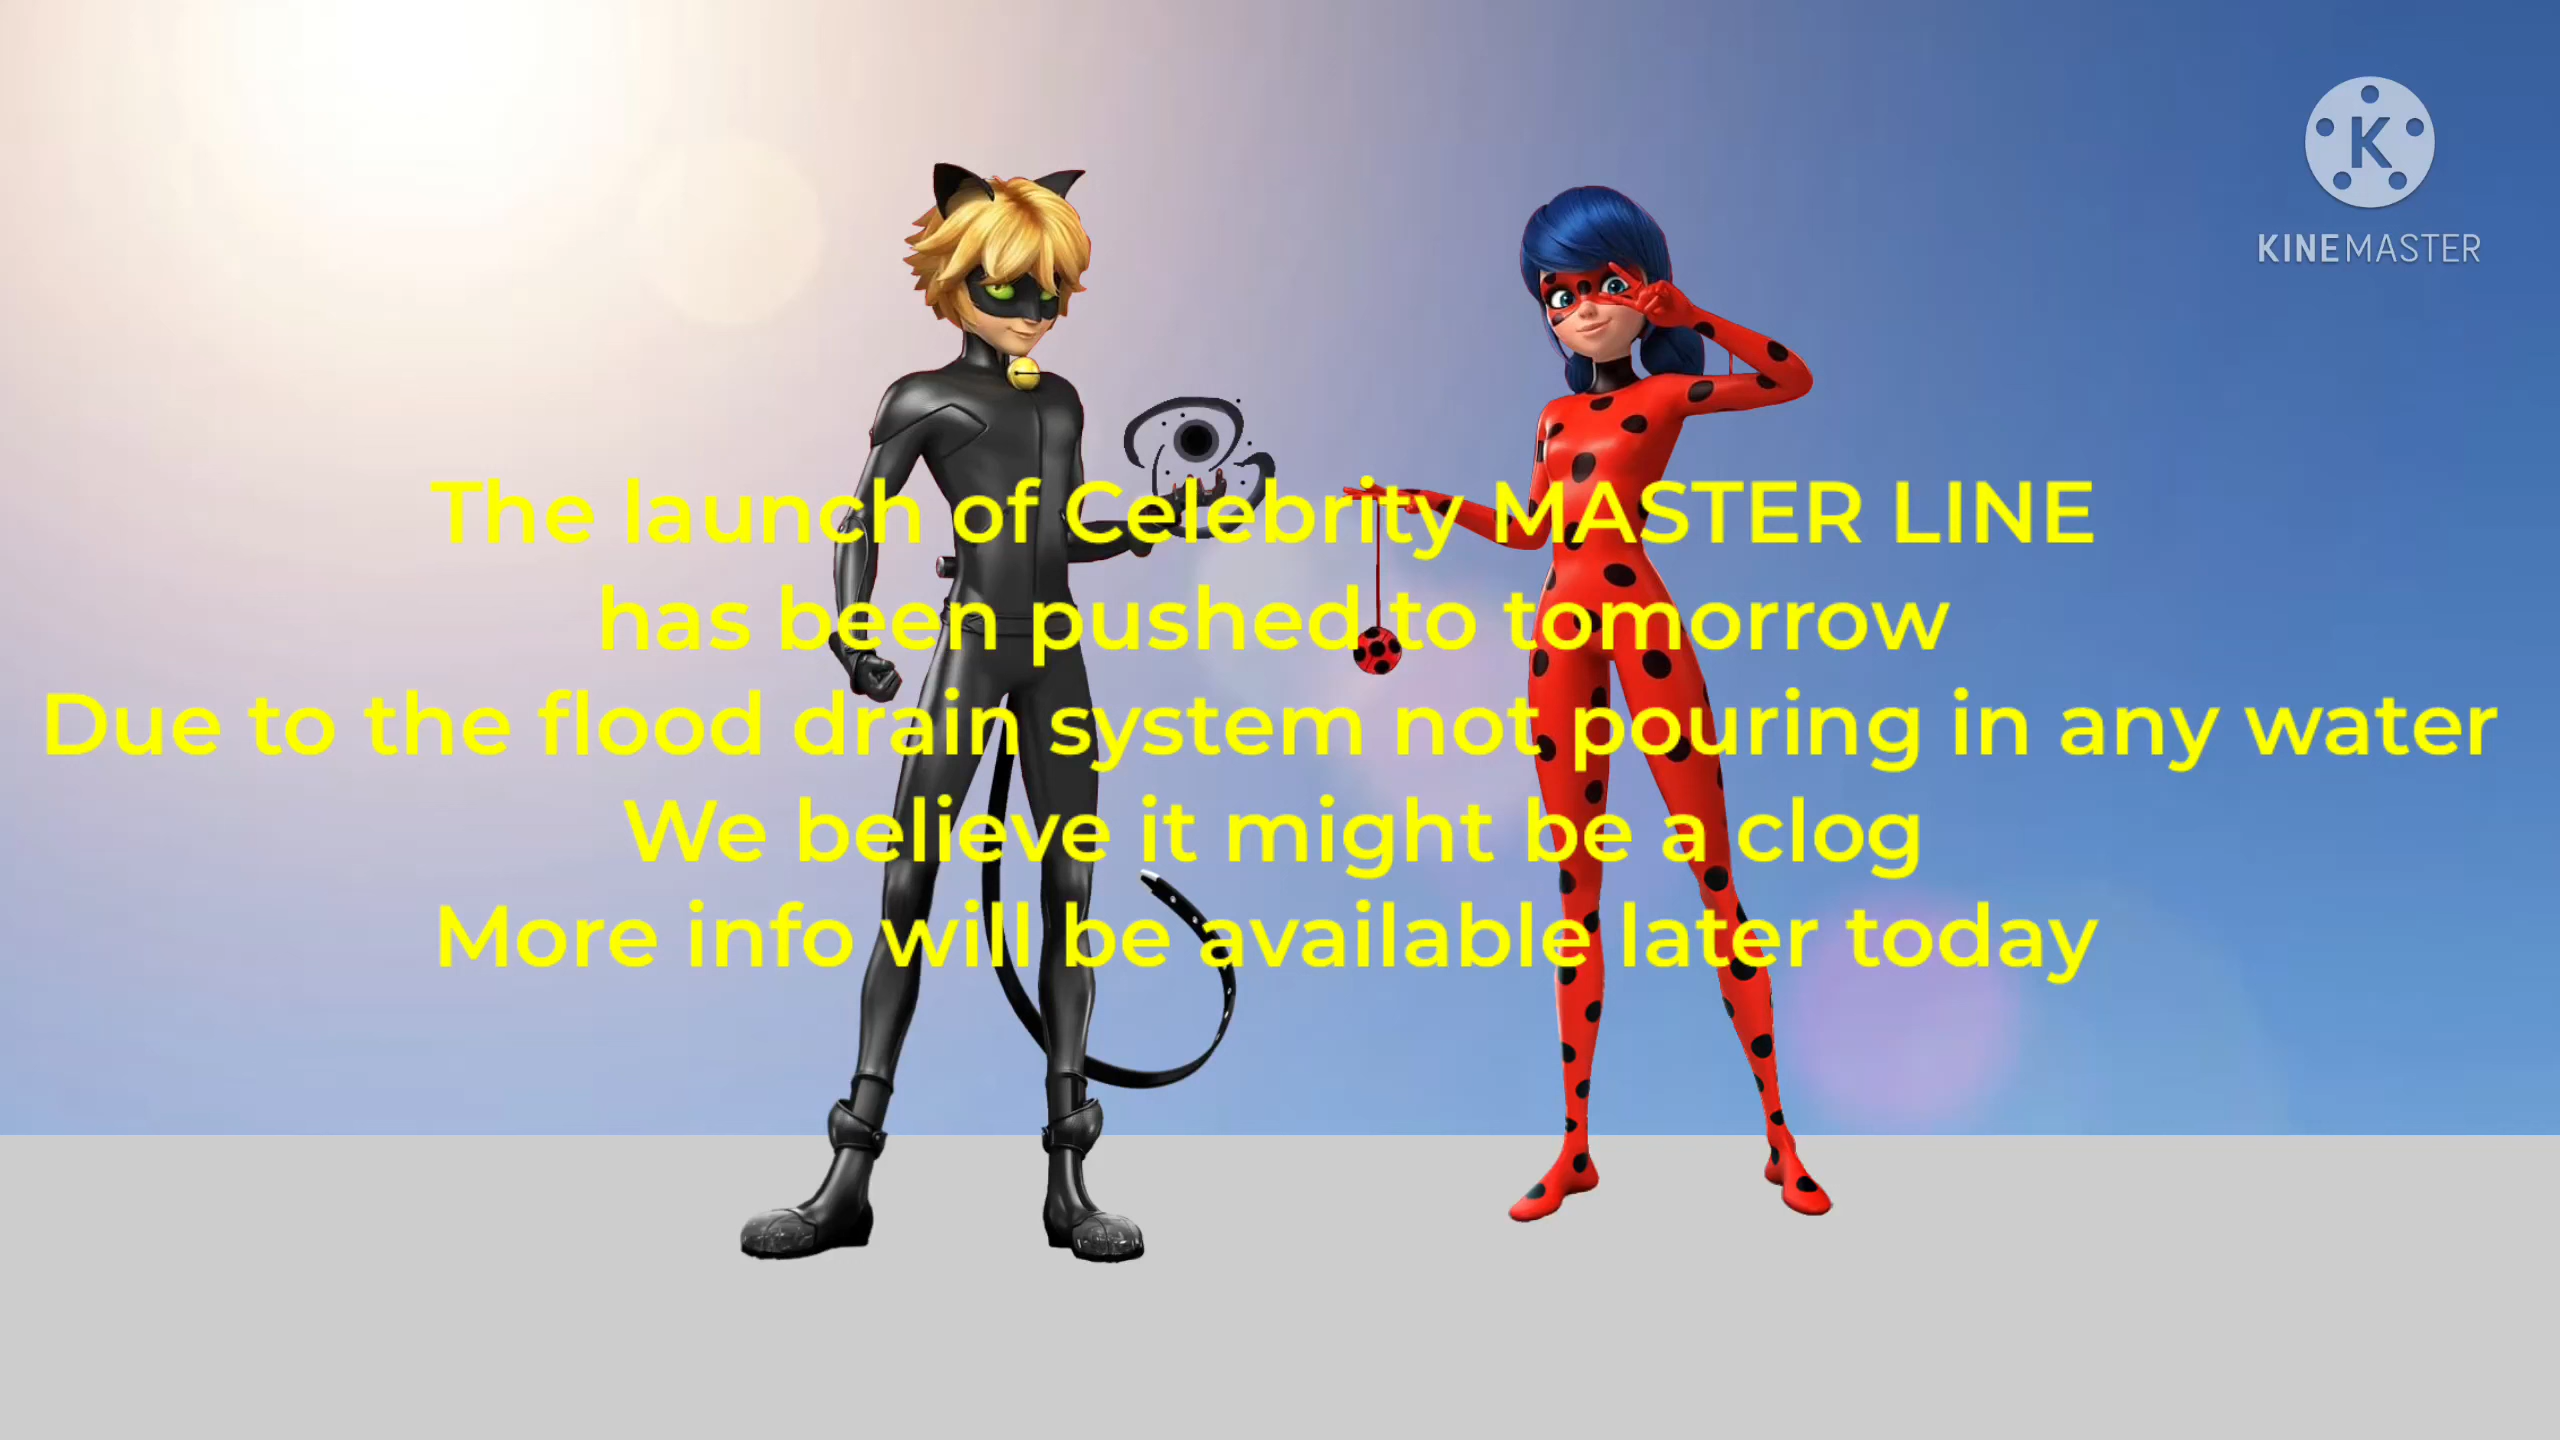 K
KINEMASTER
The launch of Celebrity MASTER LINE
has been pushed to tomorrow
Due to the flood drain system not pouring in any water
We believe it might be a clog
More info will be available later today